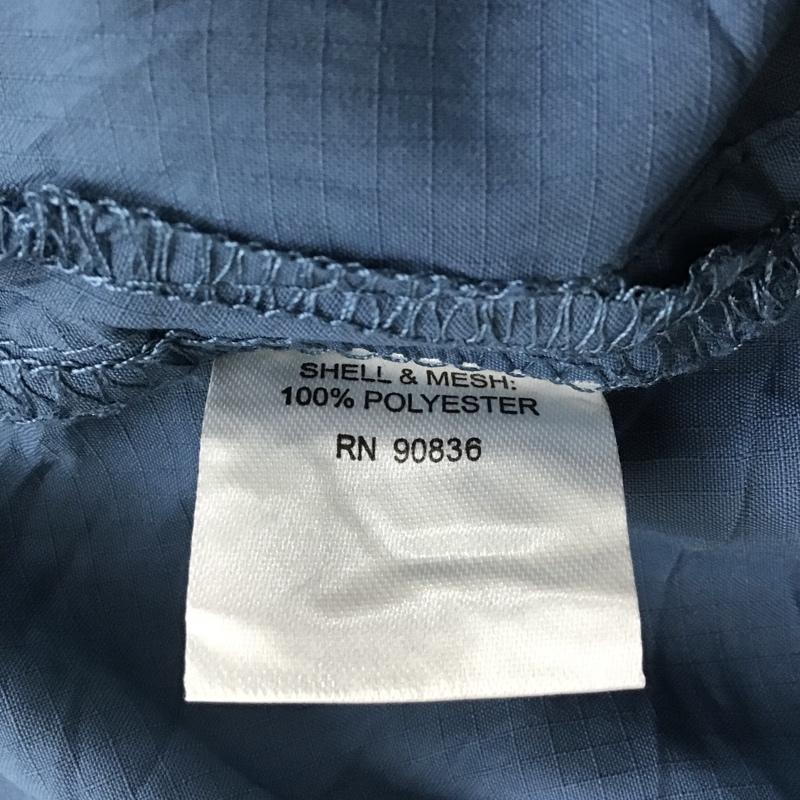 SHELL & MESH:
100% POLYESTER
RN 90836